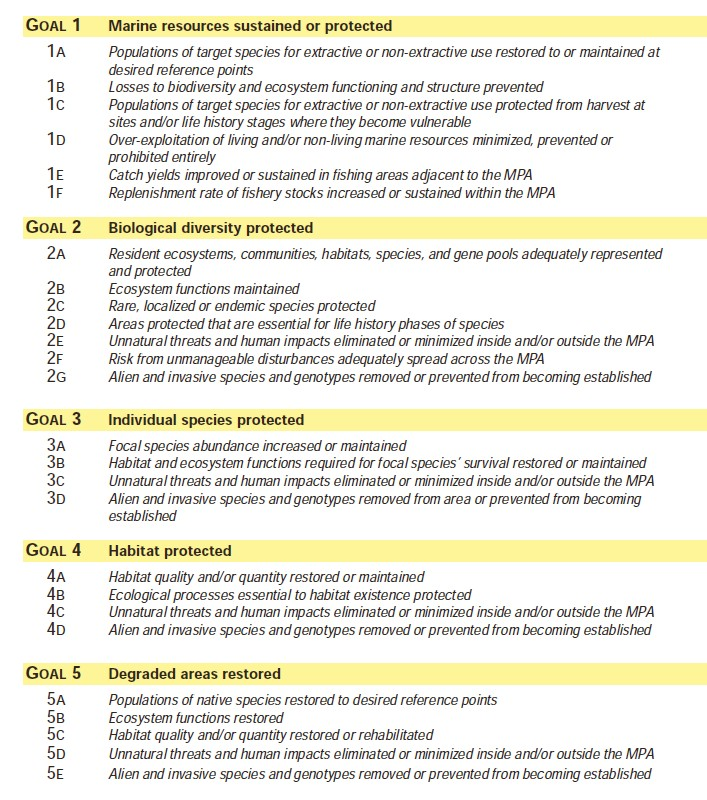 GOAL 1 Marine resources sustained or protected
1A Populations of target species for extractive or non-extractive use restored to or maintained at
desired reference points
1B Losses to biodiversity and ecosystem functioning and structure prevented
1C Populations of target species for extractive or non-extractive use protected from harvest at
sites and/or life history stages where they become vulnerable
1D Over-exploitation of living and/or non-living marine resources minimized, prevented or
prohibited entirely
1E Catch yields improved or sustained in fishing areas adjacent to the MPA
1F Replenishment rate of fishery stocks increased or sustained within the MPA
GOAL 2 Biological diversity protected
2A Resident ecosystems, communities, habitats, species, and gene pools adequately represented
and protected
2B Ecosystem functions maintained
2C Rare, localized or endemic species protected
2D Areas protected that are essential for life history phases of species
2E Unnatural threats and human impacts eliminated or minimized inside and/or outside the MPA
2F Risk from unmanageable disturbances adequately spread across the MPA
2G Alien and invasive species and genotypes removed or prevented from becoming established
GOAL 3 Individual species protected
3A Focal species abundance increased or maintained
3B Habitat and ecosystem functions required for focal species' survival restored or maintained
3C Unnatural threats and human impacts eliminated or minimized inside and/or outside the MPA
3D Alien and invasive species and genotypes removed from area or prevented from becoming
established
GOAL 4 Habitat protected
4A Habitat quality and/or quantity restored or maintained
4B Ecological processes essential to habitat existence protected
4C Unnatural threats and human impacts eliminated or minimized inside and/or outside the MPA
4D Alien and invasive species and genotypes removed or prevented from becoming established
GOAL 5 Degraded areas restored
5A Populations of native species restored to desired reference points
5B Ecosystem functions restored
5C Habitat quality and/or quantity restored or rehabilitated
5D Unnatural threats and human impacts eliminated or minimized inside and/or outside the MPA
5E Alien and invasive species and genotypes removed or prevented from becoming established